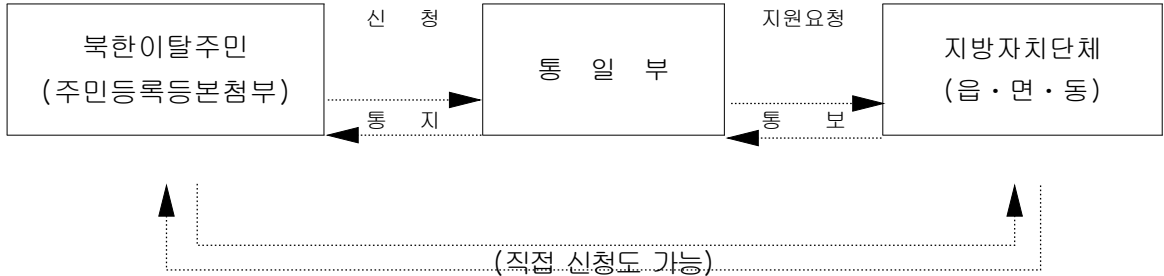 신 청
지원요청
북한이탈주민
(주민등록등본첨부)
통 일 부
지방자치단체
(읍・면・동)
통 지
통 보
(직접 신청도 가능)